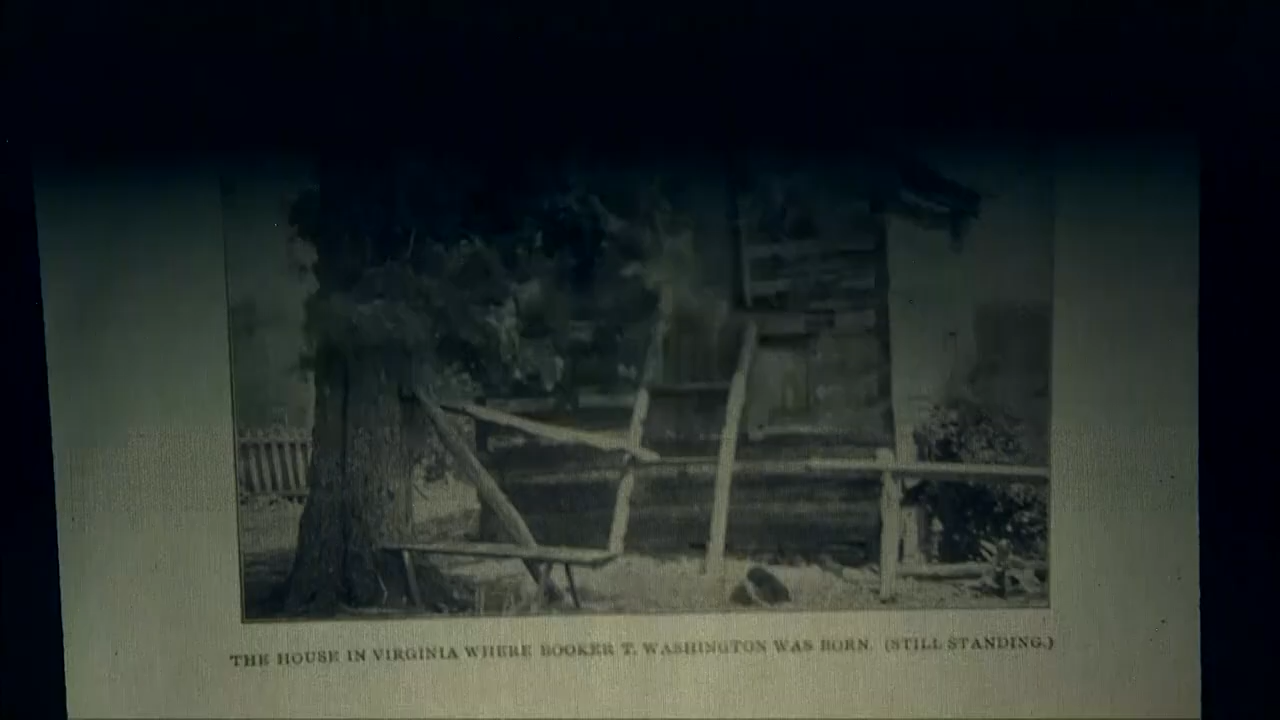 THE HOUSE IN VIRGINIA WHERE BOOKER T. WASHINGTON WAS BORN. (STILL STANDING.)